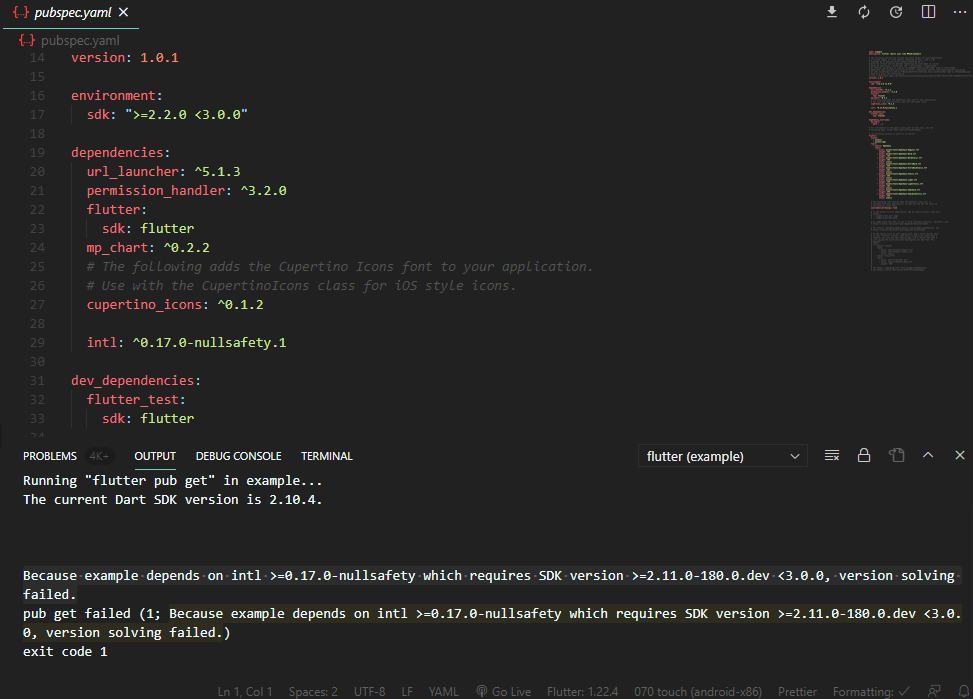 {..} pubspec.yaml
{..} pubspec.yaml
14 version: 1.0.1
15
16 environment:
17 sdk: ">=2.2.0 <3.0.0"
18
19 dependencies:
20 url_launcher: ^5.1.3
21 permission_handler: ^3.2.0
22 flutter:
23 sdk: flutter
24 mp_chart: ^0.2.2
25 # The following adds the Cupertino Icons font to your application.
26 # Use with the CupertinoIcons class for iOS style icons.
27 cupertino_icons: ^0.1.2
28
29 intl: ^0.17.0-nullsafety.1
30
31 dev_dependencies:
32 flutter_test:
33 sdk: flutter
34
PROBLEMS 4K+ OUTPUT DEBUG CONSOLE TERMINAL flutter (example)
Running "flutter pub get" in example...
The current Dart SDK version is 2.10.4.
Because example depends on intl >=0.17.0-nullsafety which requires SDK version >=2.11.0-180.0.dev <3.0.0, version solving
failed.
pub get failed (1; Because example depends on intl >=0.17.0-nullsafety which requires SDK version >=2.11.0-180.0.dev <3.0.
0, version solving failed.)
exit code 1
Ln 1, Col 1 Spaces: 2 UTF-8 LF YAML Go Live Flutter: 1.22.4 070 touch (android-x86) Prettier Formatting: ✓